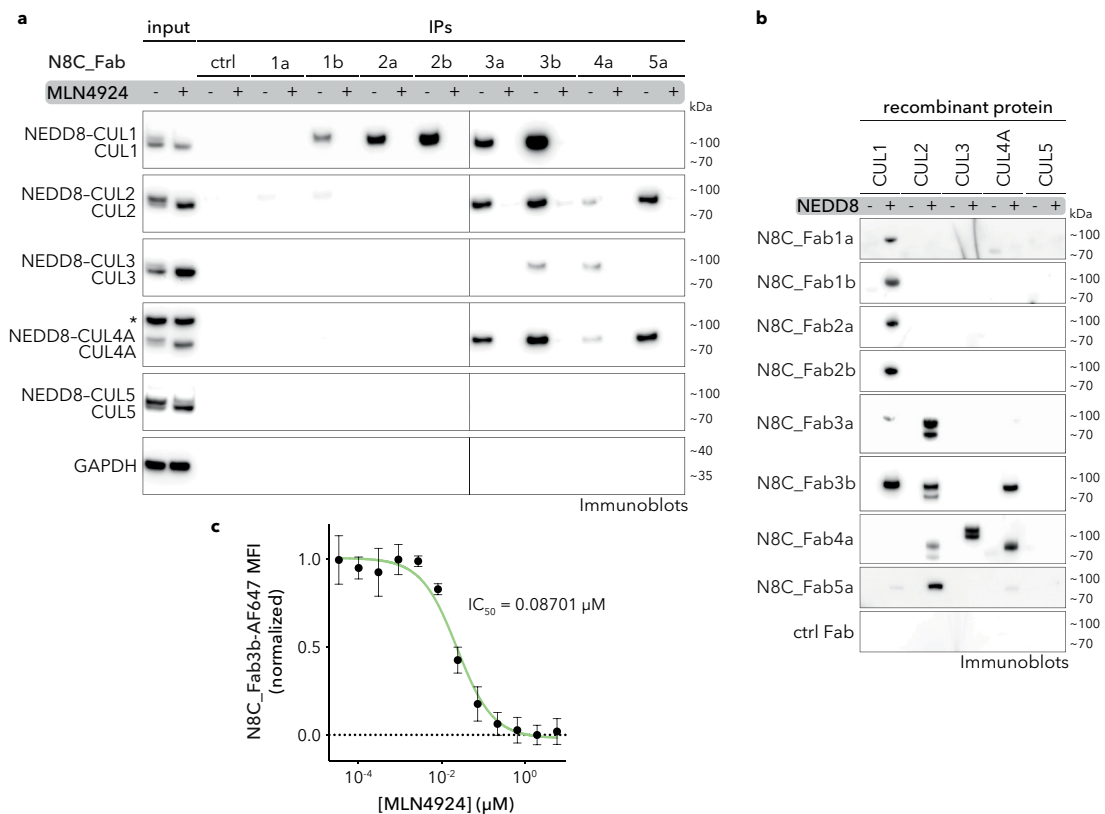 a
input IPs
N8C_Fab ctrl 1a 1b 2a 2b 3a 3b 4a 5a
MLN4924 - + - + - + - + - + - + - + - + - + - +
kDa
NEDD8-CUL1
CUL1
~100
~70
NEDD8-CUL2
CUL2
~100
~70
NEDD8-CUL3
CUL3
~100
~70
*
NEDD8-CUL4A
CUL4A
~100
~70
NEDD8-CUL5
CUL5
~100
~70
GAPDH
~40
~35
Immunoblots
b
recombinant protein
CUL1 CUL2 CUL3 CUL4A CUL5
NEDD8 - + - + - + - + - +
kDa
N8C_Fab1a ~100
~70
N8C_Fab1b ~100
~70
N8C_Fab2a ~100
~70
N8C_Fab2b ~100
~70
N8C_Fab3a ~100
~70
N8C_Fab3b ~100
~70
N8C_Fab4a ~100
~70
N8C_Fab5a ~100
~70
ctrl Fab ~100
~70
Immunoblots
c
N8C_Fab3b-AF647 MFI
(normalized)
1.0
0.5
0.0
IC50 = 0.08701 µM
10-4 10-2 100
[MLN4924] (µM)